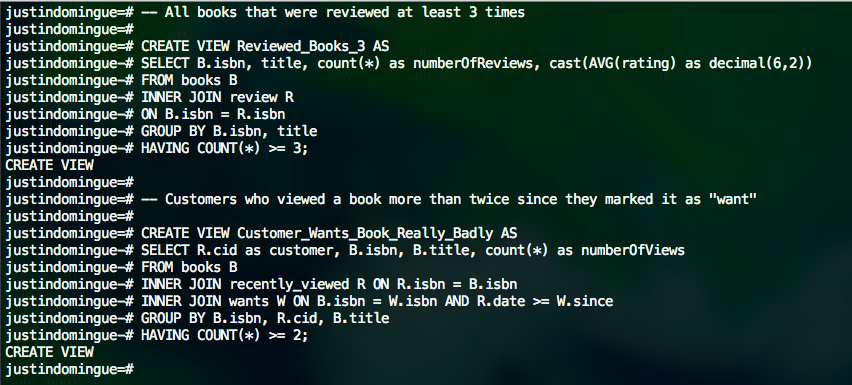 justindomingue=# -- All books that were reviewed at least 3 times
justindomingue=#
justindomingue=# CREATE VIEW Reviewed_Books_3 AS
justindomingue-# SELECT B.isbn, title, count(*) as numberOfReviews, cast(AVG(rating) as decimal(6,2))
justindomingue-# FROM books B
justindomingue-# INNER JOIN review R
justindomingue-# ON B.isbn = R.isbn
justindomingue-# GROUP BY B.isbn, title
justindomingue-# HAVING COUNT(*) >= 3;
CREATE VIEW
justindomingue=#
justindomingue=# -- Customers who viewed a book more than twice since they marked it as "want"
justindomingue=#
justindomingue=# CREATE VIEW Customer_Wants_Book_Really_Badly AS
justindomingue-# SELECT R.cid as customer, B.isbn, B.title, count(*) as numberOfViews
justindomingue-# FROM books B
justindomingue-# INNER JOIN recently_viewed R ON R.isbn = B.isbn
justindomingue-# INNER JOIN wants W ON B.isbn = W.isbn AND R.date >= W.since
justindomingue-# GROUP BY B.isbn, R.cid, B.title
justindomingue-# HAVING COUNT(*) >= 2;
CREATE VIEW
justindomingue=#